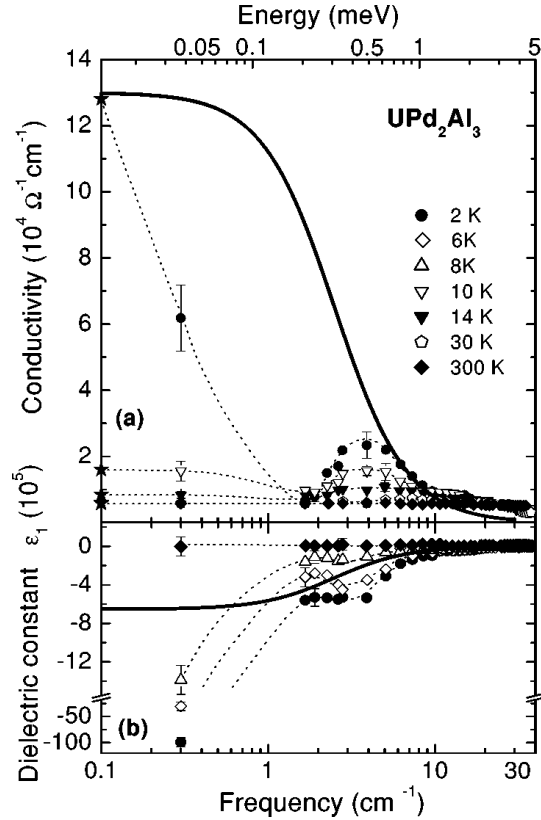 Energy (meV)
0.05 0.1 0.5 1 5
14
12
10
8
6
4
2
Conductivity (10⁴ Ω⁻¹cm⁻¹)
UPd₂Al₃
2 K
6K
8K
10 K
14 K
30 K
300 K
(a)
0
-4
-8
-12
-50
-100
Dielectric constant ε₁ (10⁵)
(b)
0.1 1 10 30
Frequency (cm⁻¹)